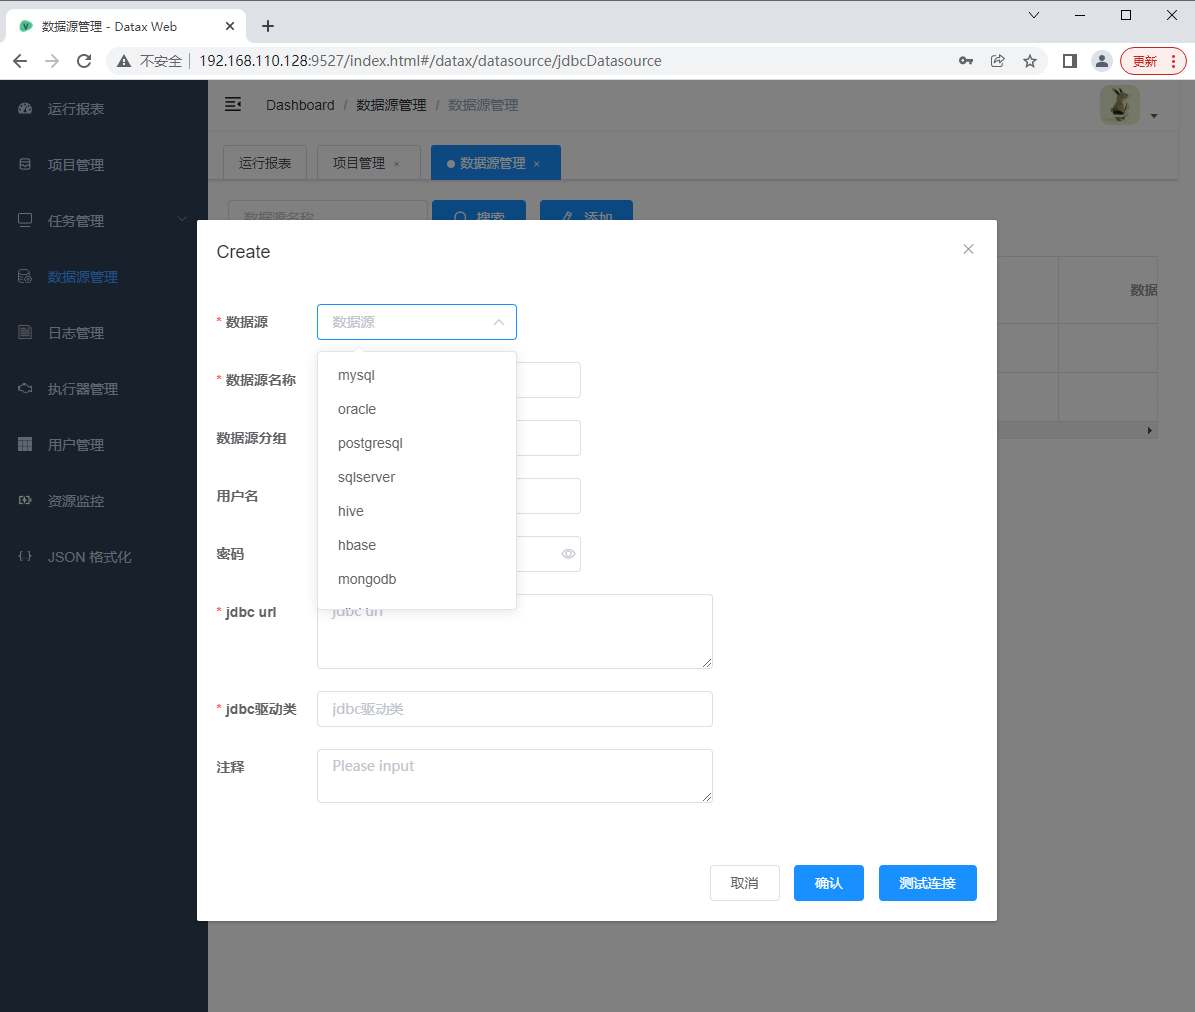 数据源管理 - Datax Web
不安全
192.168.110.128:9527/index.html#/datax/datasource/jdbcDatasource
更新
运行报表
项目管理
任务管理
数据源管理
日志管理
执行器管理
用户管理
资源监控
JSON 格式化
Dashboard / 数据源管理 / 数据源管理
运行报表
项目管理 ×
数据源管理 ×
数据源名称
搜索
添加
数据
Create
* 数据源
数据源
mysql
oracle
postgresql
sqlserver
hive
hbase
mongodb
* 数据源名称
数据源分组
用户名
密码
* jdbc url
jdbc url
* jdbc驱动类
jdbc驱动类
注释
Please input
取消
确认
测试连接